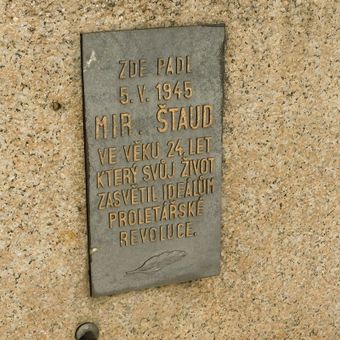 ZDE PADL
5. V. 1945
MIR. ŠTAUD
VE VĚKU 24 LET
KTERÝ SVŮJ ŽIVOT
ZASVĚTIL IDEÁLŮM
PROLETÁŘSKÉ
REVOLUCE.